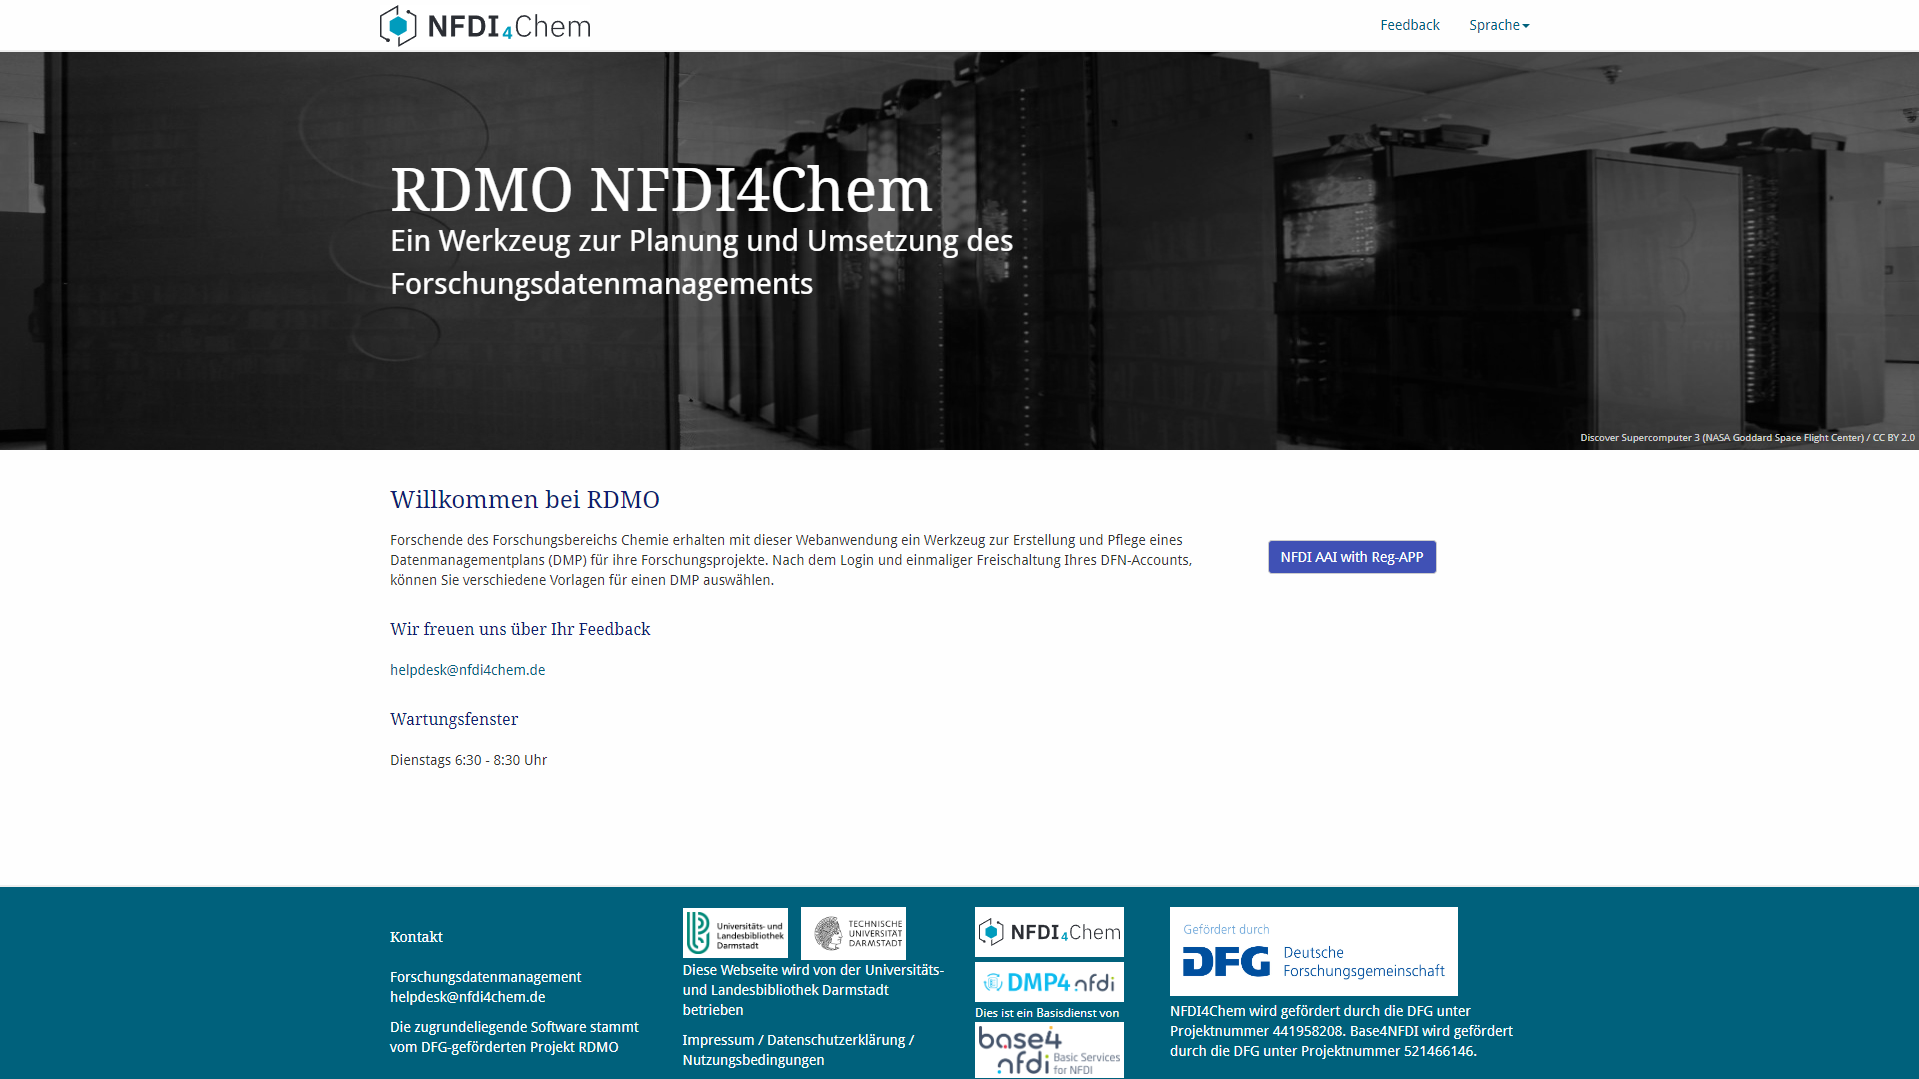 NFDI4Chem
Feedback
Sprache
RDMO NFDI4Chem
Ein Werkzeug zur Planung und Umsetzung des
Forschungsdatenmanagements
Discover Supercomputer 3 (NASA Goddard Space Flight Center) / CC BY 2.0
Willkommen bei RDMO
Forschende des Forschungsbereichs Chemie erhalten mit dieser Webanwendung ein Werkzeug zur Erstellung und Pflege eines
Datenmanagementplans (DMP) für ihre Forschungsprojekte. Nach dem Login und einmaliger Freischaltung Ihres DFN-Accounts,
können Sie verschiedene Vorlagen für einen DMP auswählen.
NFDI AAI with Reg-APP
Wir freuen uns über Ihr Feedback
helpdesk@nfdi4chem.de
Wartungsfenster
Dienstags 6:30 - 8:30 Uhr
Kontakt
Forschungsdatenmanagement
helpdesk@nfdi4chem.de
Die zugrundeliegende Software stammt
vom DFG-geförderten Projekt RDMO
Universitäts- und
Landesbibliothek
Darmstadt
TECHNISCHE
UNIVERSITÄT
DARMSTADT
Diese Webseite wird von der Universitäts-
und Landesbibliothek Darmstadt
betrieben
Impressum / Datenschutzerklärung /
Nutzungsbedingungen
NFDI4Chem
DMP4nfdi
Dies ist ein Basisdienst von
base4
nfdi Basic Services
for NFDI
Gefördert durch
DFG Deutsche
Forschungsgemeinschaft
NFDI4Chem wird gefördert durch die DFG unter
Projektnummer 441958208. Base4NFDI wird gefördert
durch die DFG unter Projektnummer 521466146.